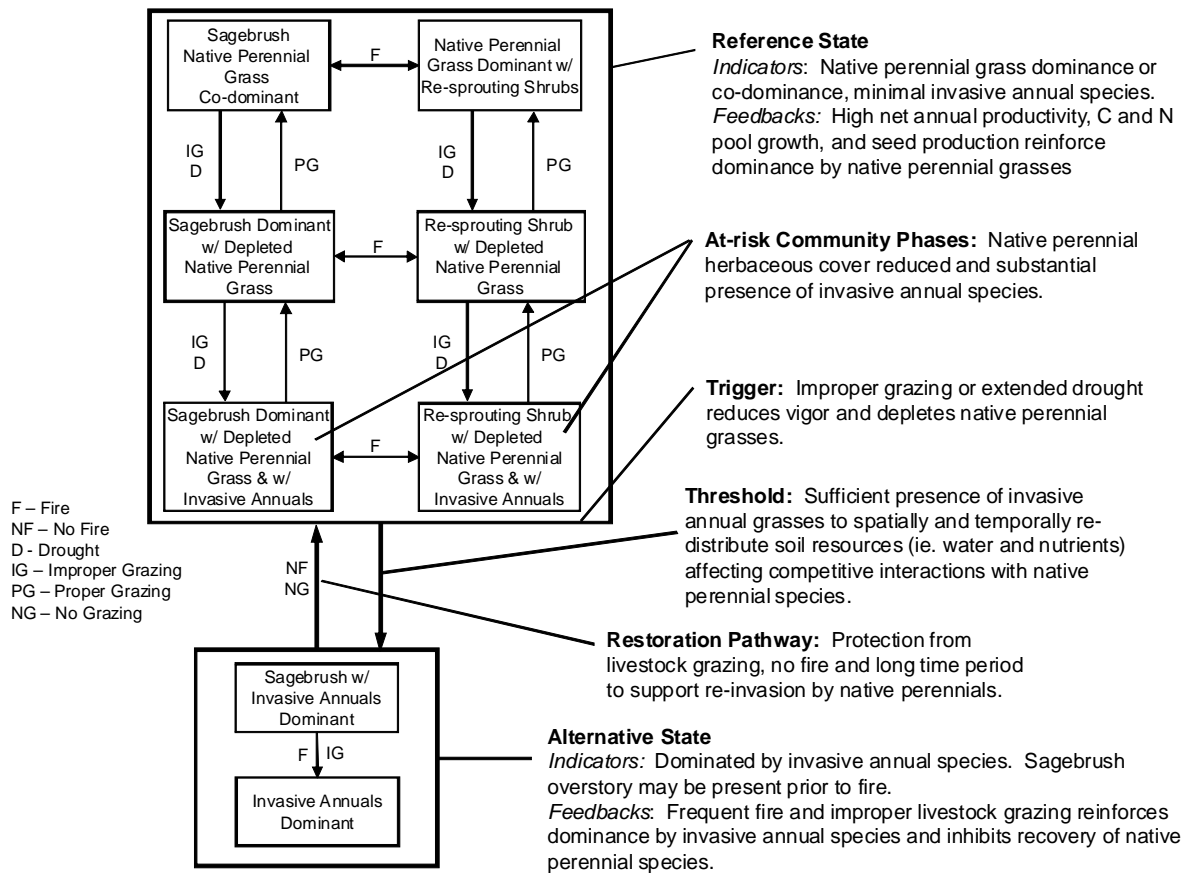 Sagebrush
Native Perennial
Grass
Co-dominant
F
Native Perennial
Grass Dominant w/
Re-sprouting Shrubs
IG
D
PG
IG
D
PG
Sagebrush Dominant
w/ Depleted
Native Perennial
Grass
F
Re-sprouting Shrub
w/ Depleted
Native Perennial
Grass
IG
D
PG
IG
D
PG
Sagebrush Dominant
w/ Depleted
Native Perennial
Grass & w/
Invasive Annuals
F
Re-sprouting Shrub
w/ Depleted
Native Perennial
Grass & w/
Invasive Annuals
Reference State
Indicators: Native perennial grass dominance or
co-dominance, minimal invasive annual species.
Feedbacks: High net annual productivity, C and N
pool growth, and seed production reinforce
dominance by native perennial grasses
At-risk Community Phases: Native perennial
herbaceous cover reduced and substantial
presence of invasive annual species.
Trigger: Improper grazing or extended drought
reduces vigor and depletes native perennial
grasses.
Threshold: Sufficient presence of invasive
annual grasses to spatially and temporally re-
distribute soil resources (ie. water and nutrients)
affecting competitive interactions with native
perennial species.
F – Fire
NF – No Fire
D - Drought
IG – Improper Grazing
PG – Proper Grazing
NG – No Grazing
NF
NG
Restoration Pathway: Protection from
livestock grazing, no fire and long time period
to support re-invasion by native perennials.
Sagebrush w/
Invasive Annuals
Dominant
F
IG
Invasive Annuals
Dominant
Alternative State
Indicators: Dominated by invasive annual species. Sagebrush
overstory may be present prior to fire.
Feedbacks: Frequent fire and improper livestock grazing reinforces
dominance by invasive annual species and inhibits recovery of native
perennial species.